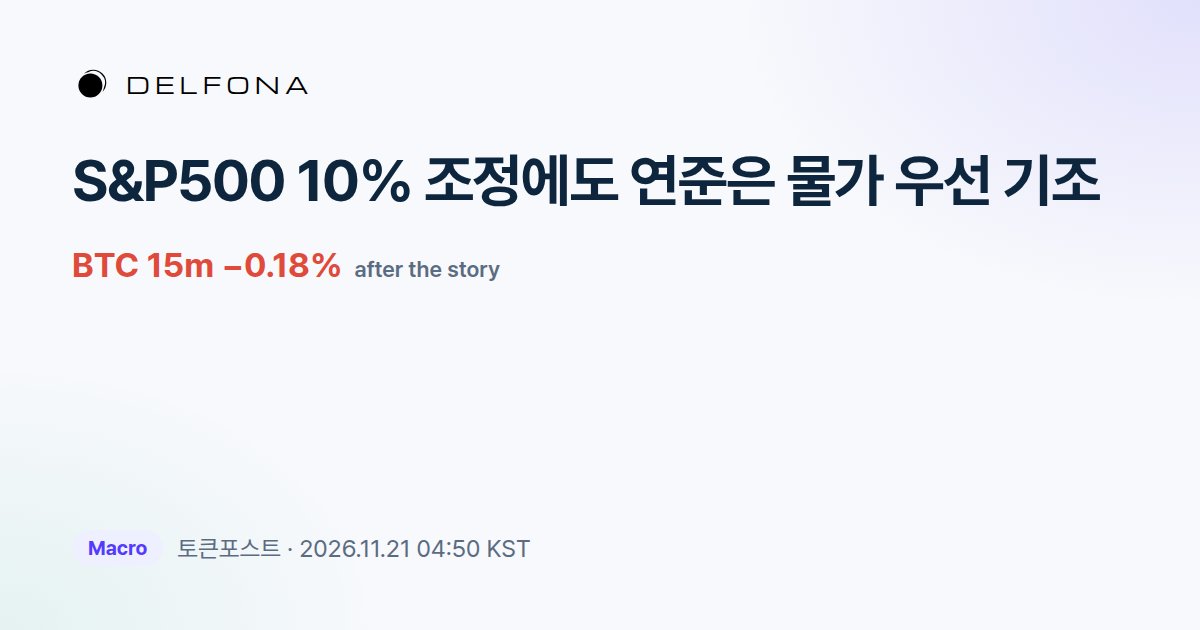 DELFONA
S&P500 10% 조정에도 연준은 물가 우선 기조
BTC 15m −0.18% after the story
Macro 토큰포스트 · 2026.11.21 04:50 KST